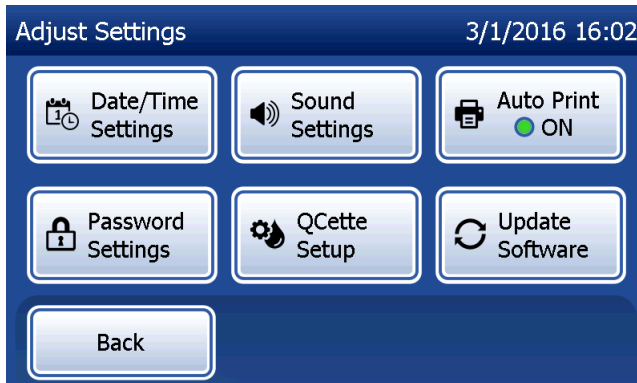 Adjust Settings 3/1/2016 16:02
Date/Time
Settings
Sound
Settings
Auto Print
ON
Password
Settings
QCette
Setup
Update
Software
Back